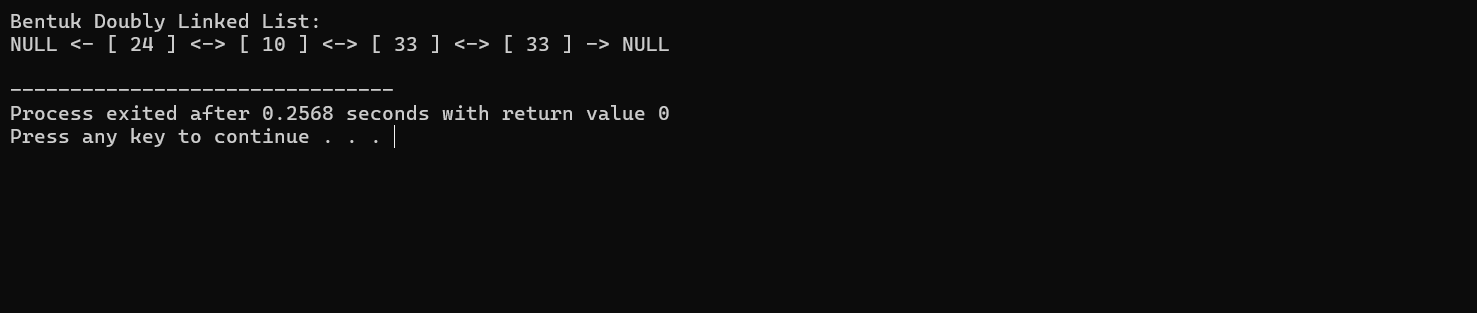 Bentuk Doubly Linked List:
NULL <- [ 24 ] <-> [ 10 ] <-> [ 33 ] <-> [ 33 ] -> NULL
--------------------------------
Process exited after 0.2568 seconds with return value 0
Press any key to continue . . .